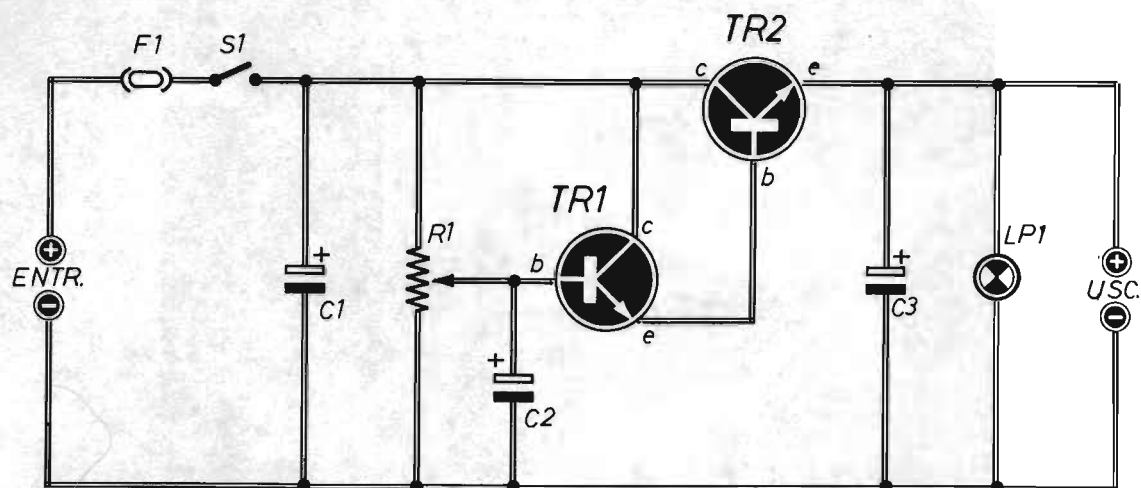 F1
S1
TR2
c
e
b
TR1
c
b
e
R1
+
ENTR.
-
+
C1
+
C2
+
C3
LP1
+
USC.
-